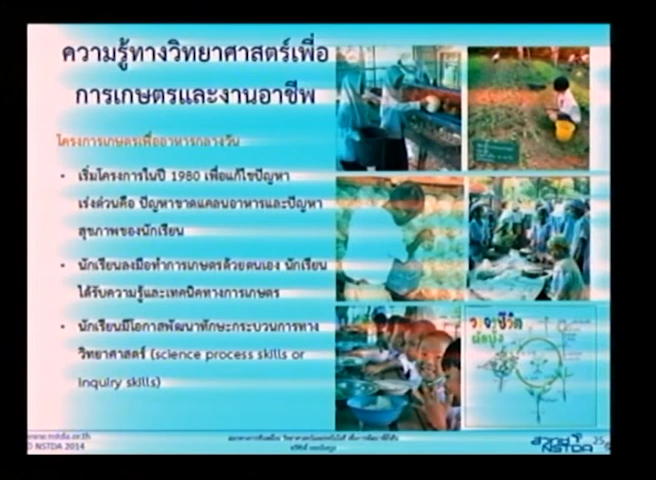 ความรู้ทางวิทยาศาสตร์เพื่อ
การเกษตรและงานอาชีพ
โครงการเกษตรเพื่ออาหารกลางวัน
• เริ่มโครงการในปี 1980 เพื่อแก้ไขปัญหา
เร่งด่วนคือ ปัญหาขาดแคลนอาหารและปัญหา
สุขภาพของนักเรียน
• นักเรียนลงมือทำการเกษตรด้วยตนเอง นักเรียน
ได้รับความรู้และเทคนิคทางการเกษตร
• นักเรียนมีโอกาสพัฒนาทักษะกระบวนการทาง
วิทยาศาสตร์ (science process skills or
inquiry skills)
วงจรชีวิต
ผักบุ้ง
www.nstda.or.th
© NSTDA 2014
สวทช
NSTDA
25